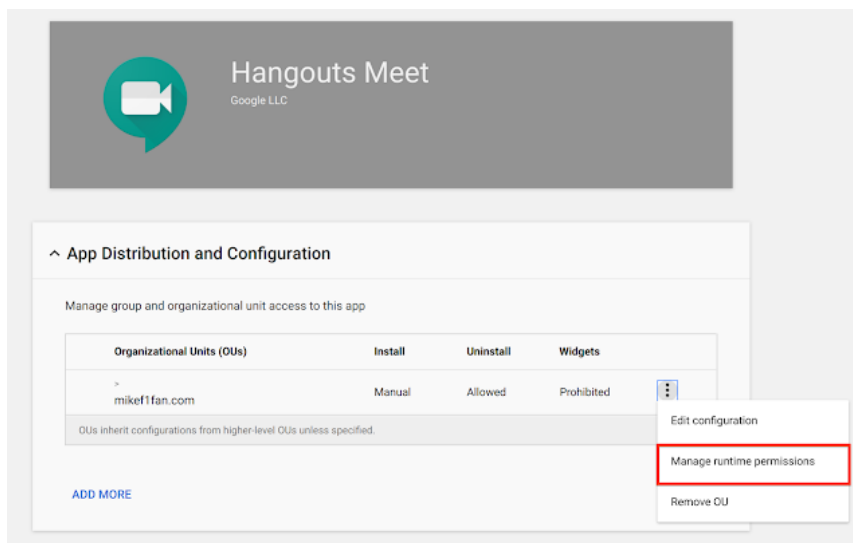 Hangouts Meet
Google LLC
App Distribution and Configuration
Manage group and organizational unit access to this app
Organizational Units (OUs) Install Uninstall Widgets
>
mikef1fan.com Manual Allowed Prohibited
OUs inherit configurations from higher-level OUs unless specified.
Edit configuration
Manage runtime permissions
Remove OU
ADD MORE